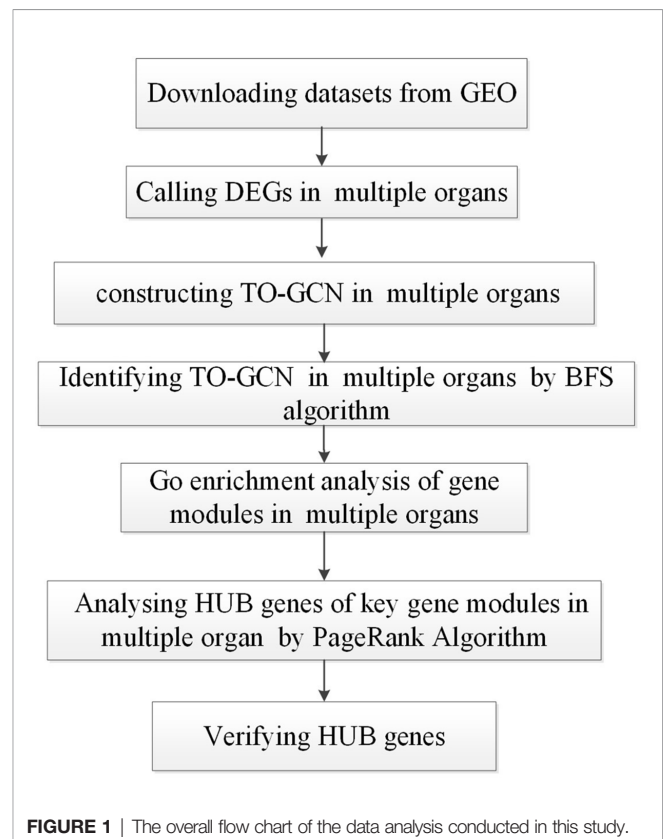 Downloading datasets from GEO
Calling DEGs in multiple organs
constructing TO-GCN in multiple organs
Identifying TO-GCN in multiple organs by BFS
algorithm
Go enrichment analysis of gene
modules in multiple organs
Analysing HUB genes of key gene modules in
multiple organ by PageRank Algorithm
Verifying HUB genes
FIGURE 1 | The overall flow chart of the data analysis conducted in this study.